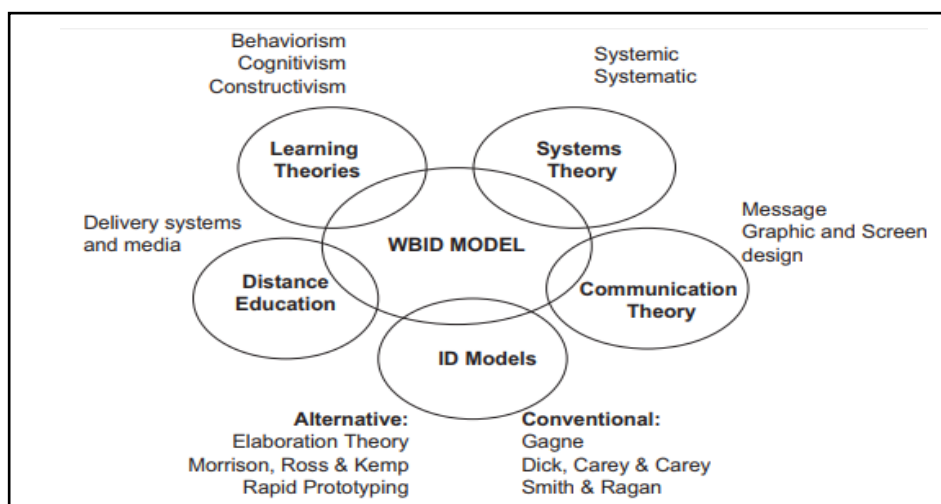 Behaviorism
Cognitivism
Constructivism
Systemic
Systematic
Learning
Theories
Systems
Theory
Delivery systems
and media
WBID MODEL
Message
Graphic and Screen
design
Distance
Education
Communication
Theory
ID Models
Alternative:
Elaboration Theory
Morrison, Ross & Kemp
Rapid Prototyping
Conventional:
Gagne
Dick, Carey & Carey
Smith & Ragan